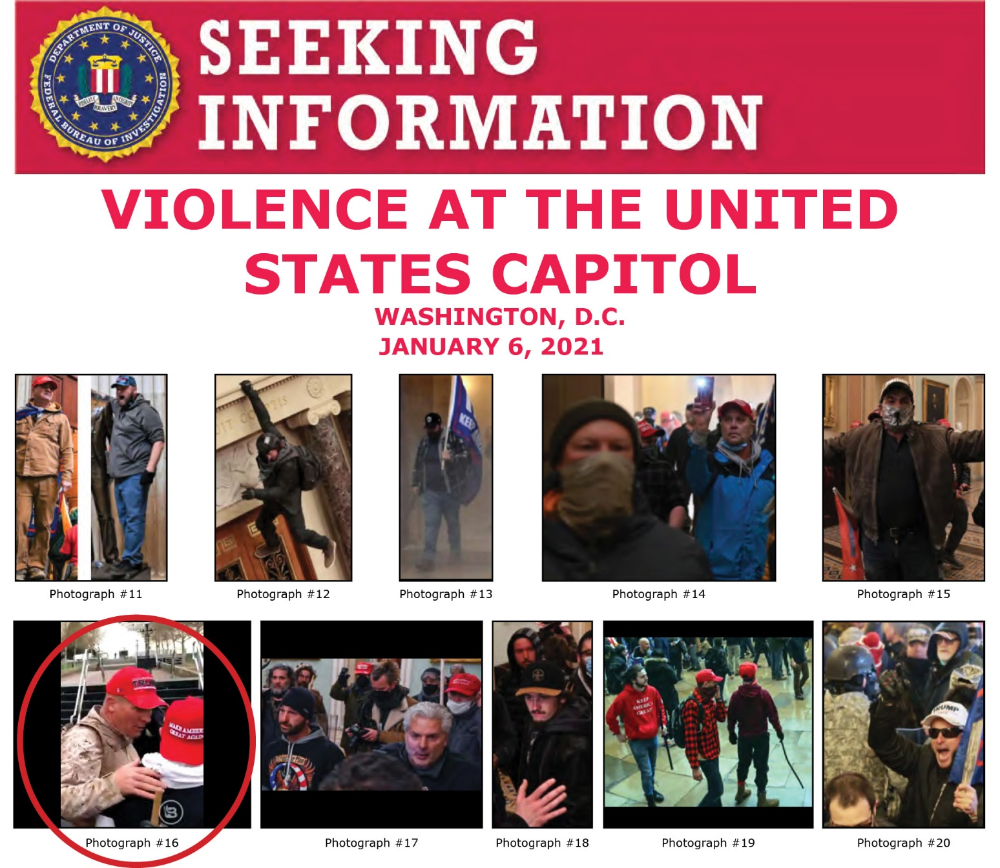 DEPARTMENT OF JUSTICE
FEDERAL BUREAU OF INVESTIGATION
FIDELITY BRAVERY INTEGRITY
SEEKING
INFORMATION
VIOLENCE AT THE UNITED
STATES CAPITOL
WASHINGTON, D.C.
JANUARY 6, 2021
KEEP
Photograph #11
Photograph #12
Photograph #13
Photograph #14
Photograph #15
TRUMP
MAKE AMERICA
GREAT AGAIN
B
KEEP
AMERICA
GREAT
TRUMP
Photograph #16
Photograph #17
Photograph #18
Photograph #19
Photograph #20